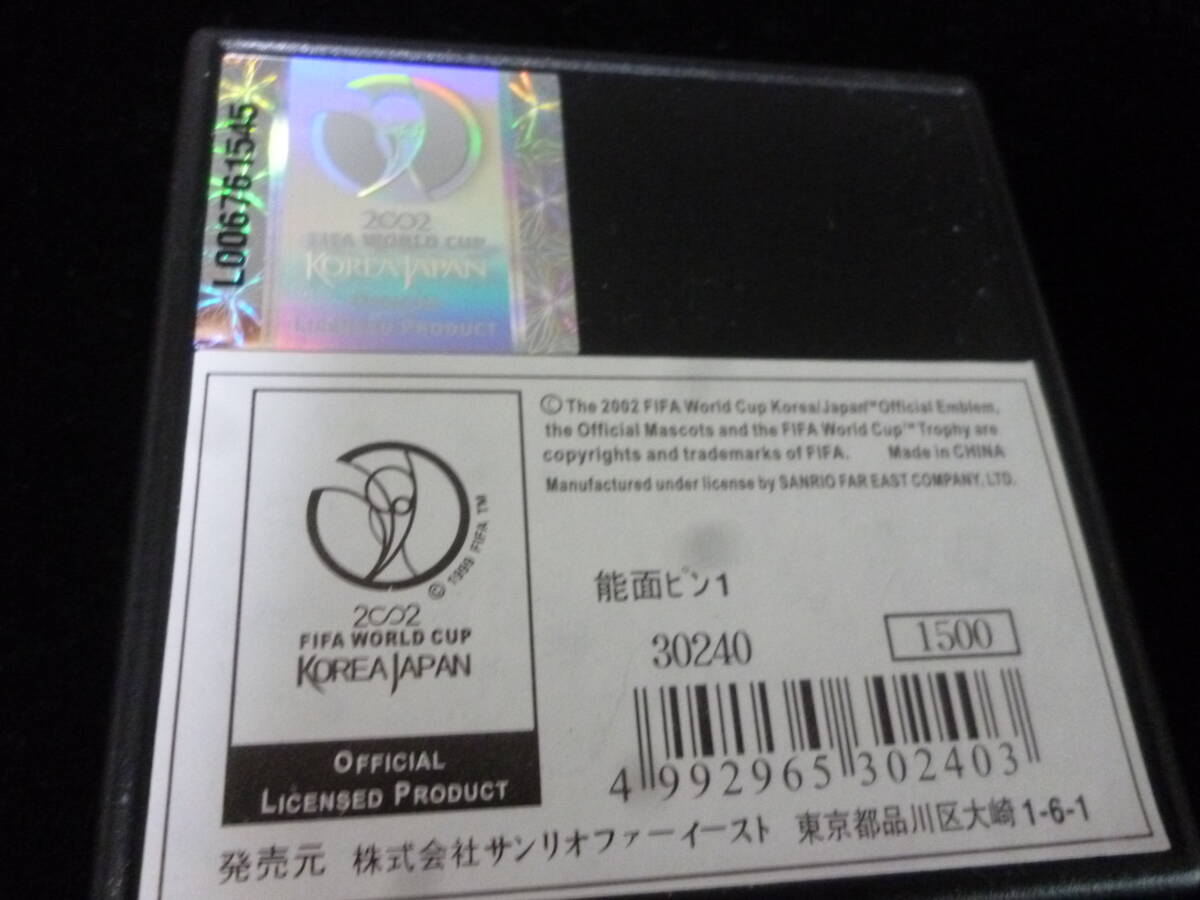 L006761545
2002
FIFA WORLD CUP
KOREA JAPAN
LICENSED PRODUCT
© The 2002 FIFA World Cup Korea/Japan™ Official Emblem,
the Official Mascots and the FIFA World Cup™ Trophy are
copyrights and trademarks of FIFA. Made in CHINA
Manufactured under license by SANRIO FAR EAST COMPANY, LTD.
© 1999 FIFA TM
2002
FIFA WORLD CUP
KOREA JAPAN
OFFICIAL
LICENSED PRODUCT
能面ピン1
30240
1500
4992965302403
発売元 株式会社サンリオファーイースト 東京都品川区大崎1-6-1